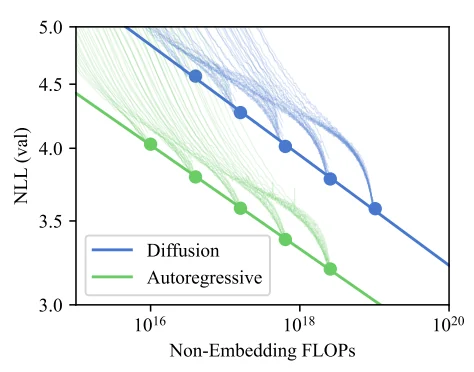 5.0
4.5
4.0
3.5
3.0
NLL (val)
Diffusion
Autoregressive
10^16
10^18
10^20
Non-Embedding FLOPs